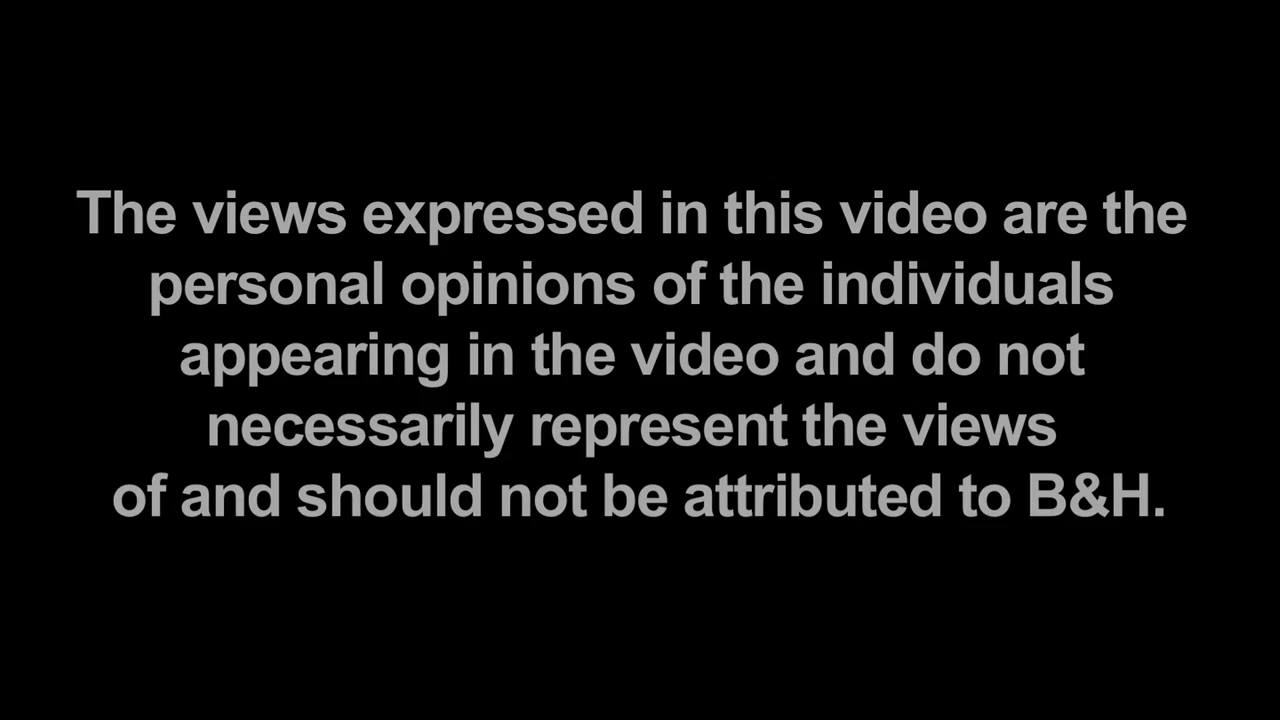 The views expressed in this video are the
personal opinions of the individuals
appearing in the video and do not
necessarily represent the views
of and should not be attributed to B&H.